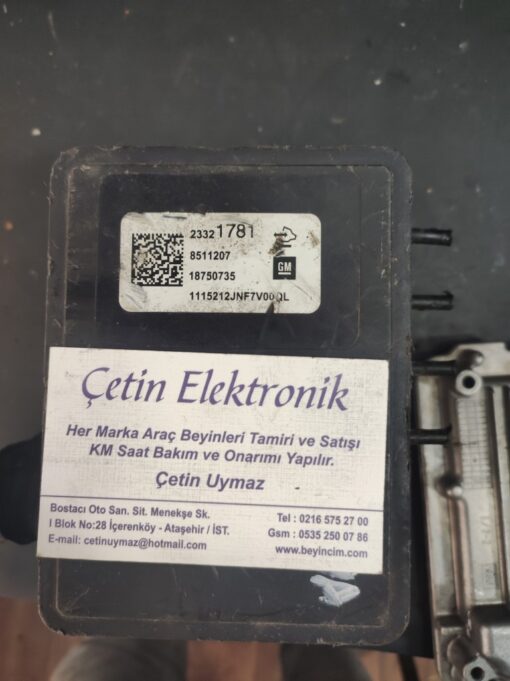 23321781
8511207
18750735
GM
1115212JNF7V00QL
Çetin Elektronik
Her Marka Araç Beyinleri Tamiri ve Satışı
KM Saat Bakım ve Onarımı Yapılır.
Çetin Uymaz
Bostacı Oto San. Sit. Menekşe Sk.
I Blok No:28 İçerenköy - Ataşehir / İST.
E-mail: cetinuymaz@hotmail.com
Tel : 0216 575 27 00
Gsm : 0535 250 07 86
www.beyincim.com